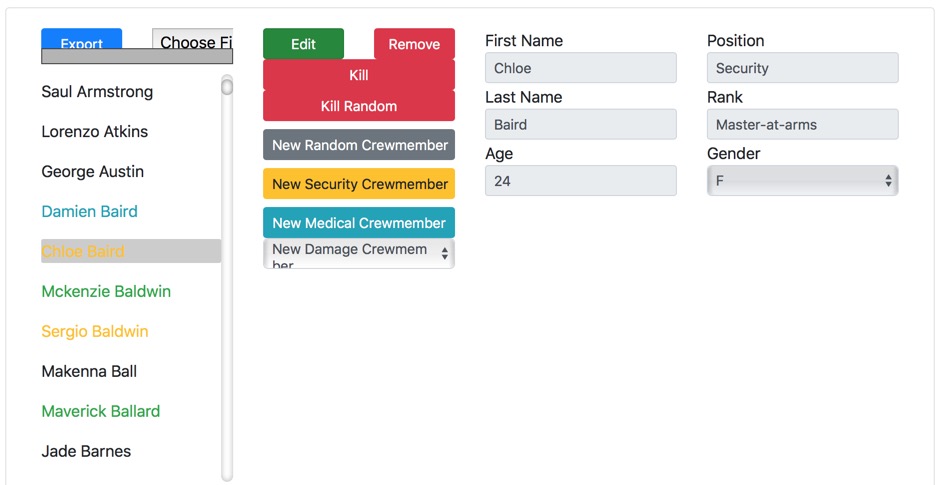 Export
Choose Fi
Saul Armstrong
Lorenzo Atkins
George Austin
Damien Baird
Chloe Baird
Mckenzie Baldwin
Sergio Baldwin
Makenna Ball
Maverick Ballard
Jade Barnes
Edit
Remove
Kill
Kill Random
New Random Crewmember
New Security Crewmember
New Medical Crewmember
New Damage Crewmem
ber
First Name
Chloe
Last Name
Baird
Age
24
Position
Security
Rank
Master-at-arms
Gender
F